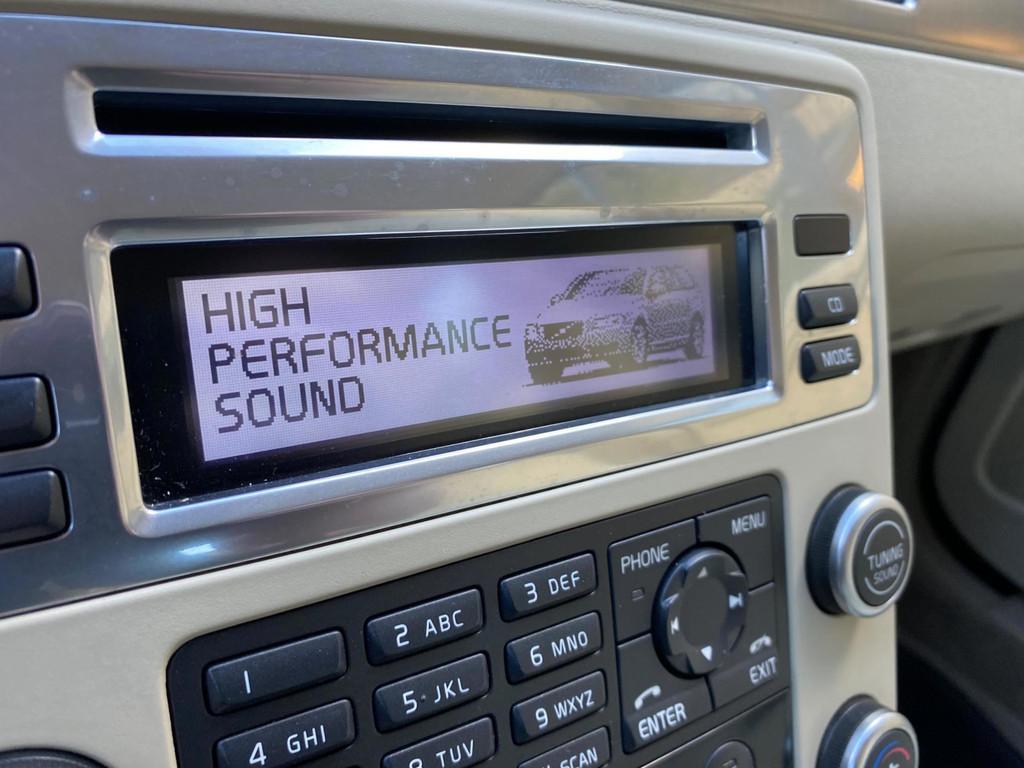 HIGH
PERFORMANCE
SOUND
CD
MODE
MENU
PHONE
TUNING
SOUND
1
2 ABC
3 DEF
4 GHI
5 JKL
6 MNO
8 TUV
9 WXYZ
SCAN
ENTER
EXIT